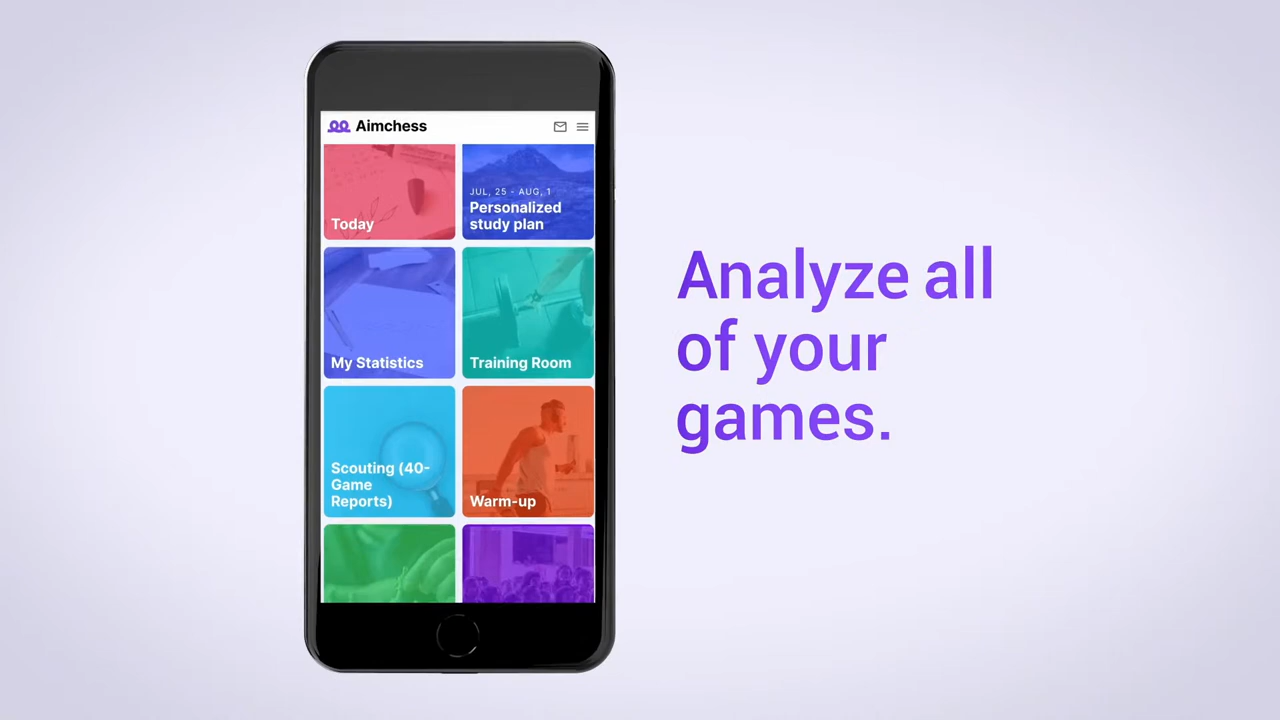 Aimchess
Today
JUL, 25 - AUG, 1
Personalized
study plan
My Statistics
Training Room
Scouting (40-
Game
Reports)
Warm-up
Analyze all
of your
games.